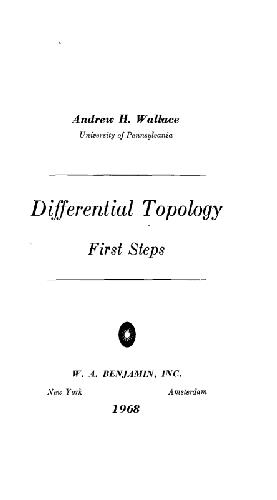 Andrew H. Wallace
University of Pennsylvania
Differential Topology
First Steps
W. A. BENJAMIN, INC.
New York Amsterdam
1968